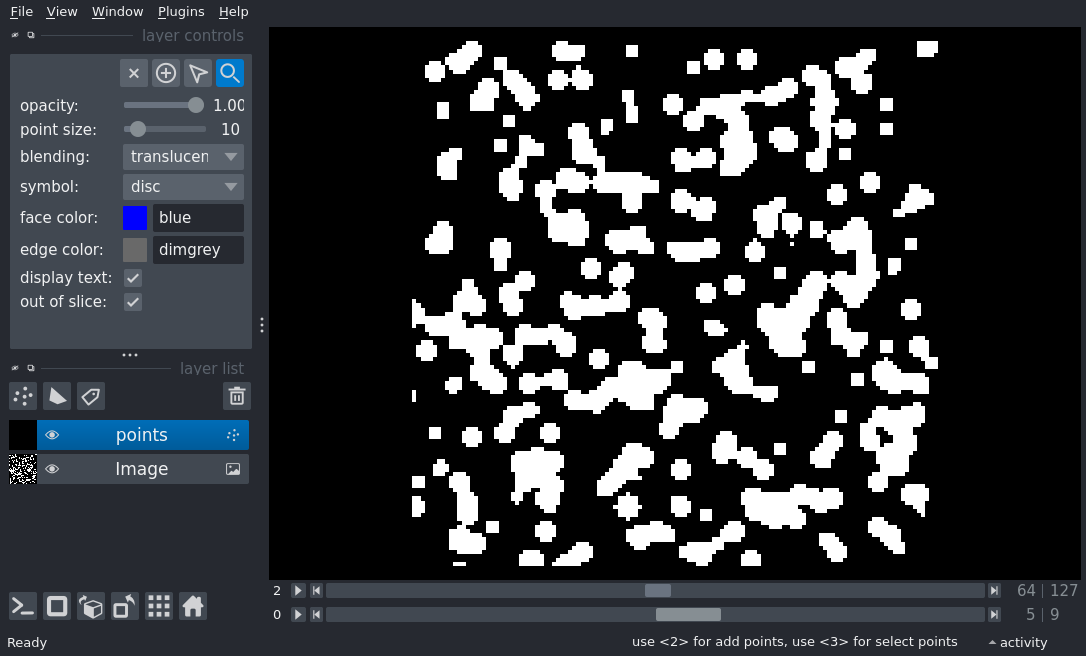 File View Window Plugins Help
layer controls
opacity: 1.00
point size: 10
blending: translucen
symbol: disc
face color: blue
edge color: dimgrey
display text:
out of slice:
layer list
points
Image
2 64 | 127
0 5 | 9
Ready use <2> for add points, use <3> for select points activity